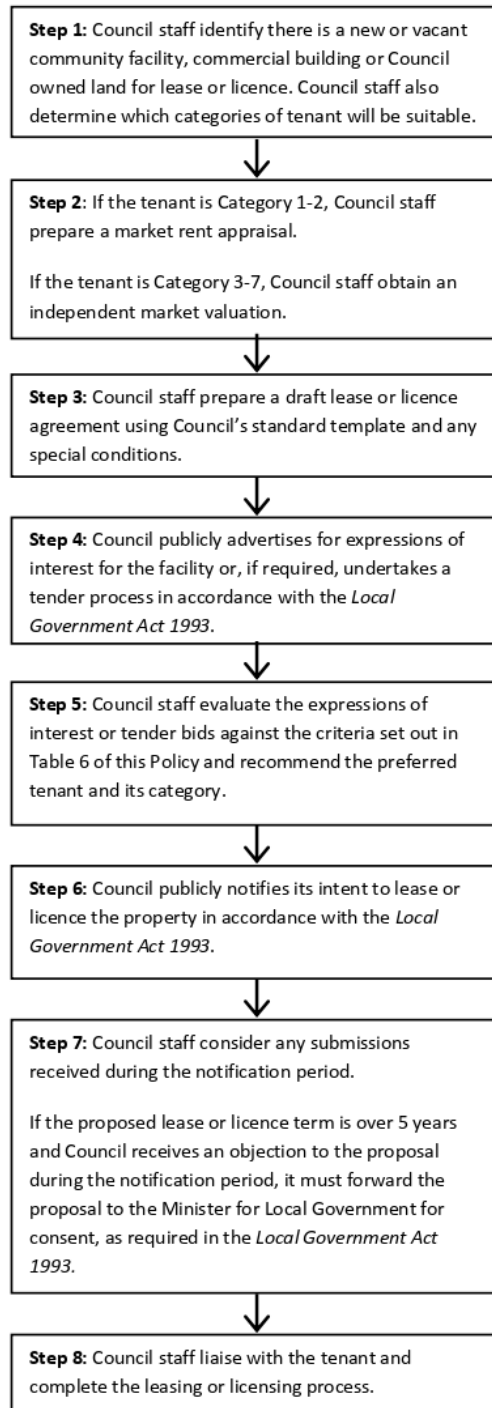 Step 1: Council staff identify there is a new or vacant
community facility, commercial building or Council
owned land for lease or licence. Council staff also
determine which categories of tenant will be suitable.
Step 2: If the tenant is Category 1-2, Council staff
prepare a market rent appraisal.
If the tenant is Category 3-7, Council staff obtain an
independent market valuation.
Step 3: Council staff prepare a draft lease or licence
agreement using Council's standard template and any
special conditions.
Step 4: Council publicly advertises for expressions of
interest for the facility or, if required, undertakes a
tender process in accordance with the Local
Government Act 1993.
Step 5: Council staff evaluate the expressions of
interest or tender bids against the criteria set out in
Table 6 of this Policy and recommend the preferred
tenant and its category.
Step 6: Council publicly notifies its intent to lease or
licence the property in accordance with the Local
Government Act 1993.
Step 7: Council staff consider any submissions
received during the notification period.
If the proposed lease or licence term is over 5 years
and Council receives an objection to the proposal
during the notification period, it must forward the
proposal to the Minister for Local Government for
consent, as required in the Local Government Act
1993.
Step 8: Council staff liaise with the tenant and
complete the leasing or licensing process.